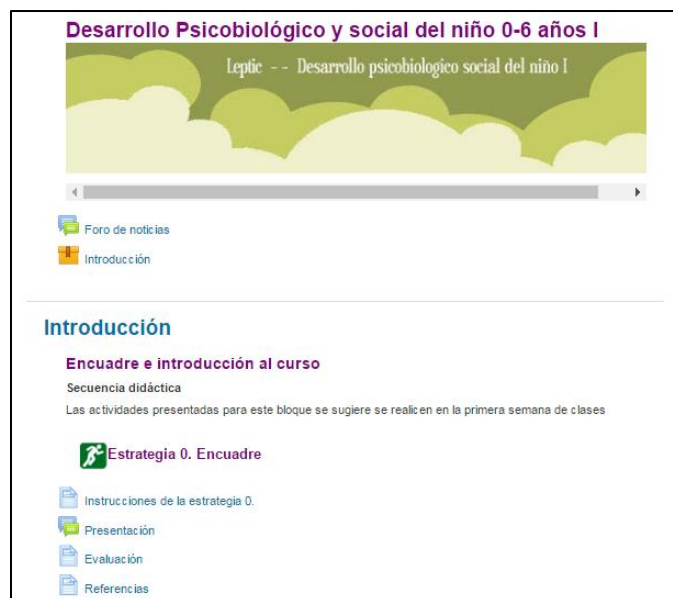 Desarrollo Psicobiológico y social del niño 0-6 años I
Leptic -- Desarrollo psicobiologico social del niño I
Foro de noticias
Introducción
Introducción
Encuadre e introducción al curso
Secuencia didáctica
Las actividades presentadas para este bloque se sugiere se realicen en la primera semana de clases
Estrategia 0. Encuadre
Instrucciones de la estrategia 0.
Presentación
Evaluación
Referencias